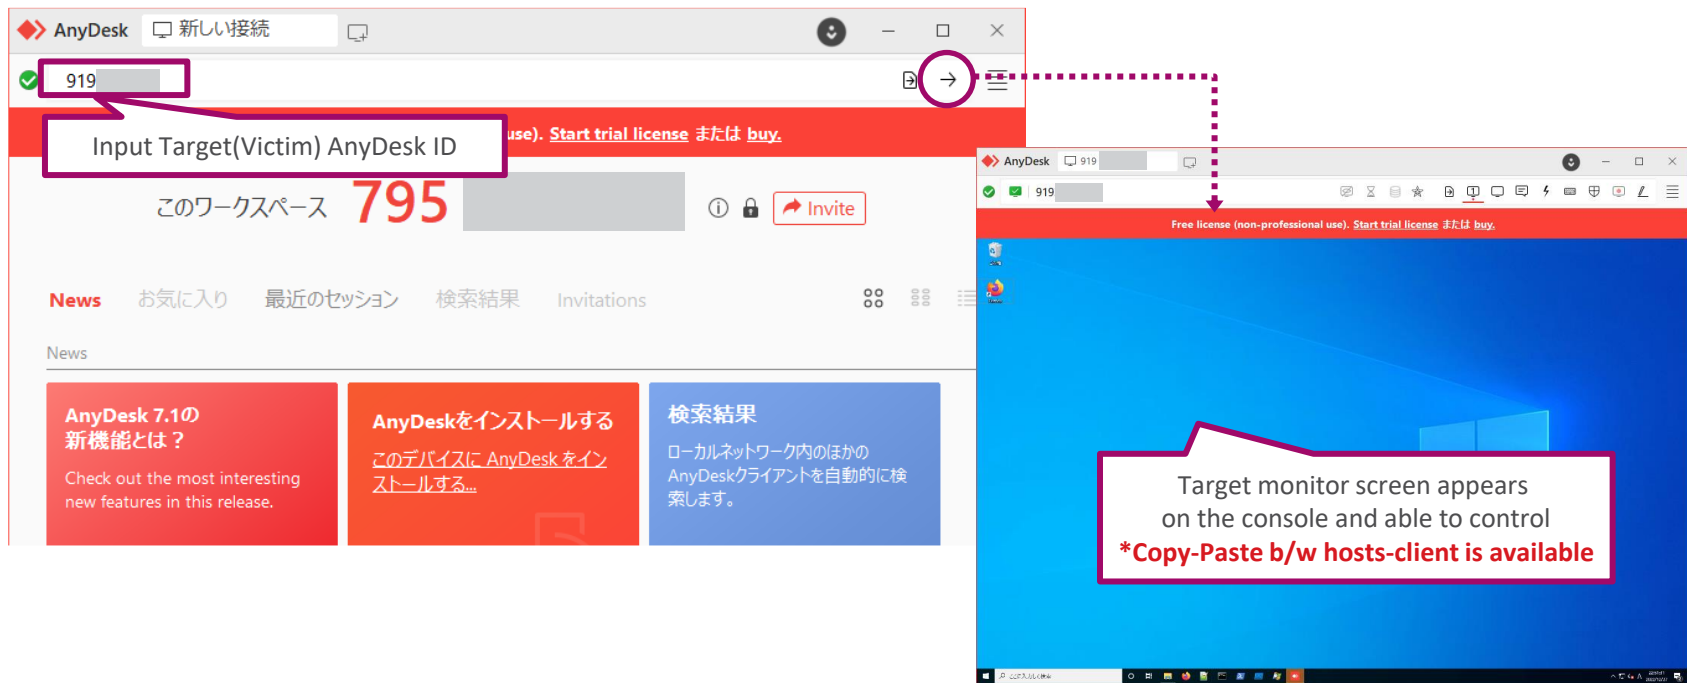 AnyDesk
新しい接続
919
Input Target(Victim) AnyDesk ID
use). Start trial license または buy.
このワークスペース 795
Invite
News お気に入り 最近のセッション 検索結果 Invitations
News
AnyDesk 7.1の
新機能とは？
Check out the most interesting
new features in this release.
AnyDeskをインストールする
このデバイスに AnyDesk をイン
ストールする...
検索結果
ローカルネットワーク内のほかの
AnyDeskクライアントを自動的に検
索します。
AnyDesk
919
919
Free license (non-professional use). Start trial license または buy.
Target monitor screen appears
on the console and able to control
*Copy-Paste b/w hosts-client is available